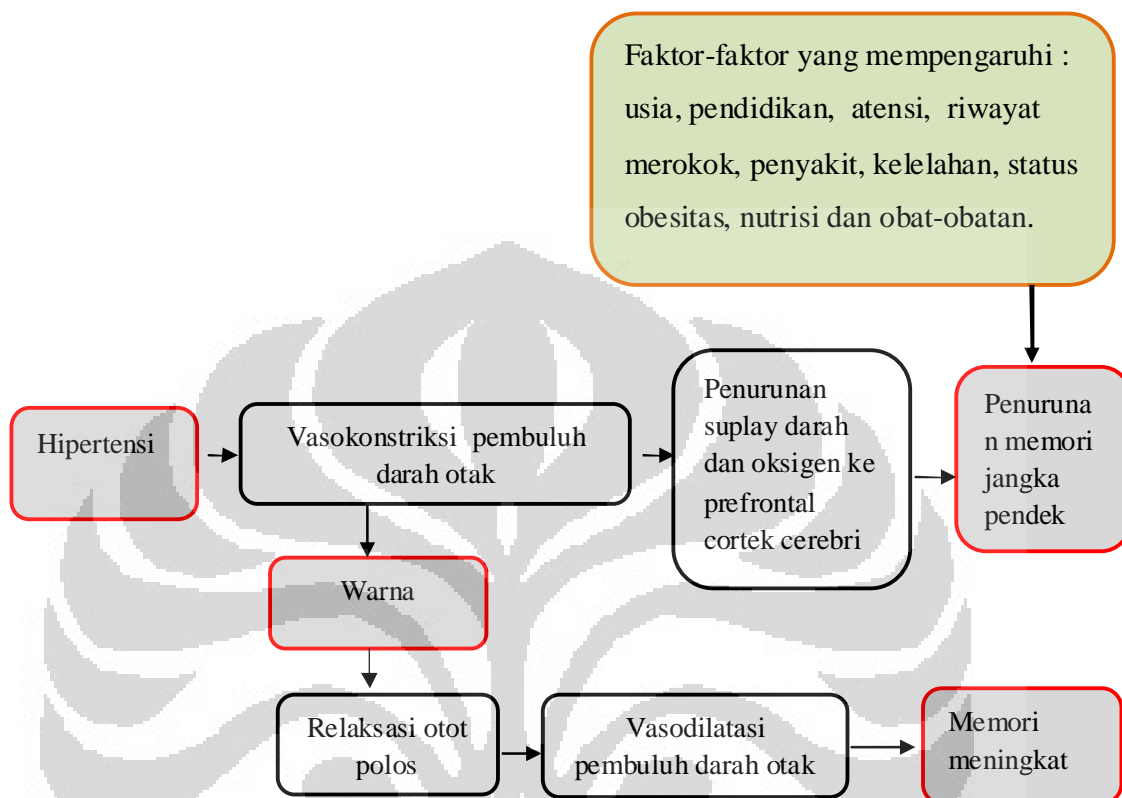 Faktor-faktor yang mempengaruhi :
usia, pendidikan, atensi, riwayat
merokok, penyakit, kelelahan, status
obesitas, nutrisi dan obat-obatan.
Hipertensi
Vasokonstriksi pembuluh
darah otak
Penurunan
suplay darah
dan oksigen ke
prefrontal
cortek cerebri
Penuruna
n memori
jangka
pendek
Warna
Relaksasi otot
polos
Vasodilatasi
pembuluh darah otak
Memori
meningkat